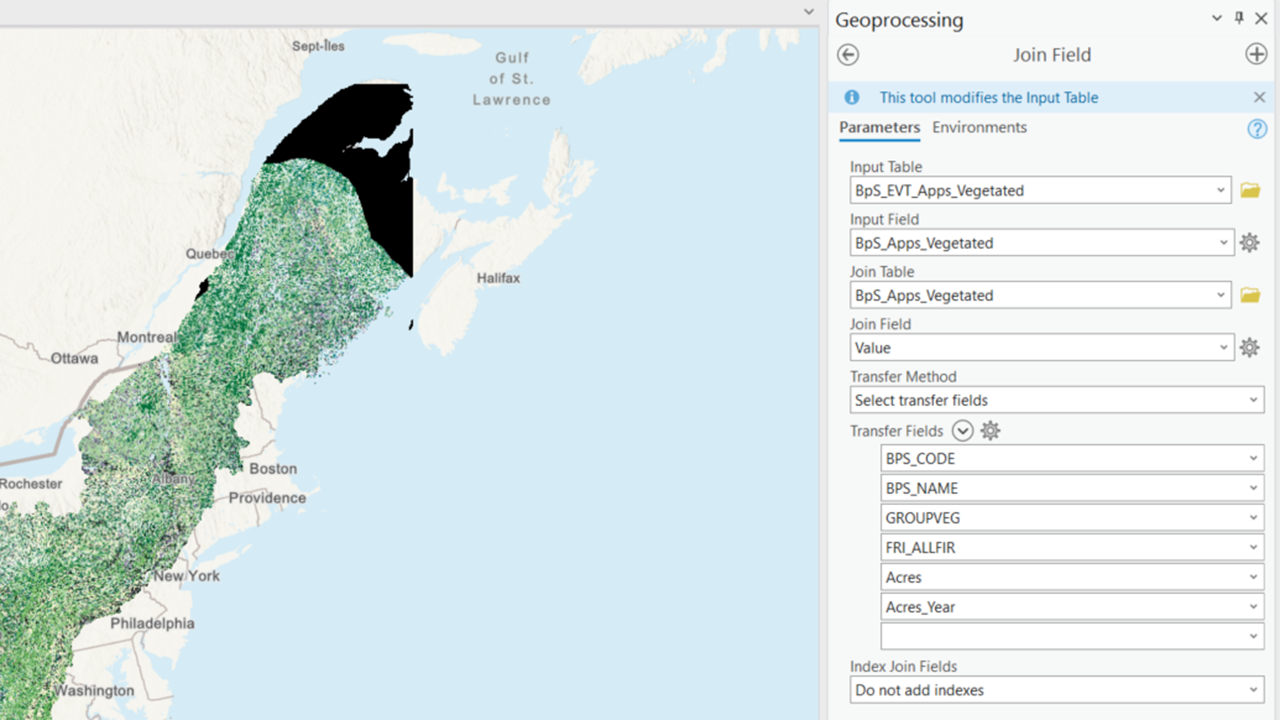 Sept-Îles
Gulf
of St.
Lawrence
Quebec
Halifax
Montreal
Ottawa
Boston
Rochester
Albany
Providence
New York
Philadelphia
Washington
Geoprocessing
Join Field
This tool modifies the Input Table
Parameters Environments
Input Table
BpS_EVT_Apps_Vegetated
Input Field
BpS_Apps_Vegetated
Join Table
BpS_Apps_Vegetated
Join Field
Value
Transfer Method
Select transfer fields
Transfer Fields
BPS_CODE
BPS_NAME
GROUPVEG
FRI_ALLFIR
Acres
Acres_Year
Index Join Fields
Do not add indexes